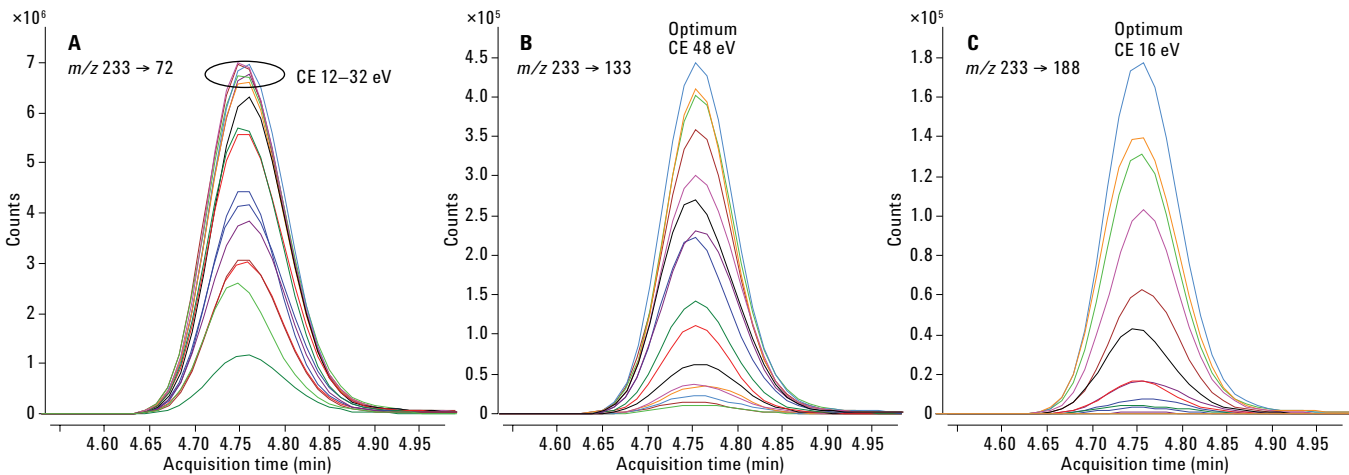 ×10⁶
A
m/z 233 → 72
CE 12–32 eV
7
6
5
4
3
2
1
0
Counts
4.60 4.65 4.70 4.75 4.80 4.85 4.90 4.95
Acquisition time (min)
×10⁵
B
m/z 233 → 133
Optimum
CE 48 eV
4.5
4.0
3.5
3.0
2.5
2.0
1.5
1.0
0.5
0
Counts
4.60 4.65 4.70 4.75 4.80 4.85 4.90 4.95
Acquisition time (min)
×10⁵
C
m/z 233 → 188
Optimum
CE 16 eV
1.8
1.6
1.4
1.2
1.0
0.8
0.6
0.4
0.2
0
Counts
4.60 4.65 4.70 4.75 4.80 4.85 4.90 4.95
Acquisition time (min)